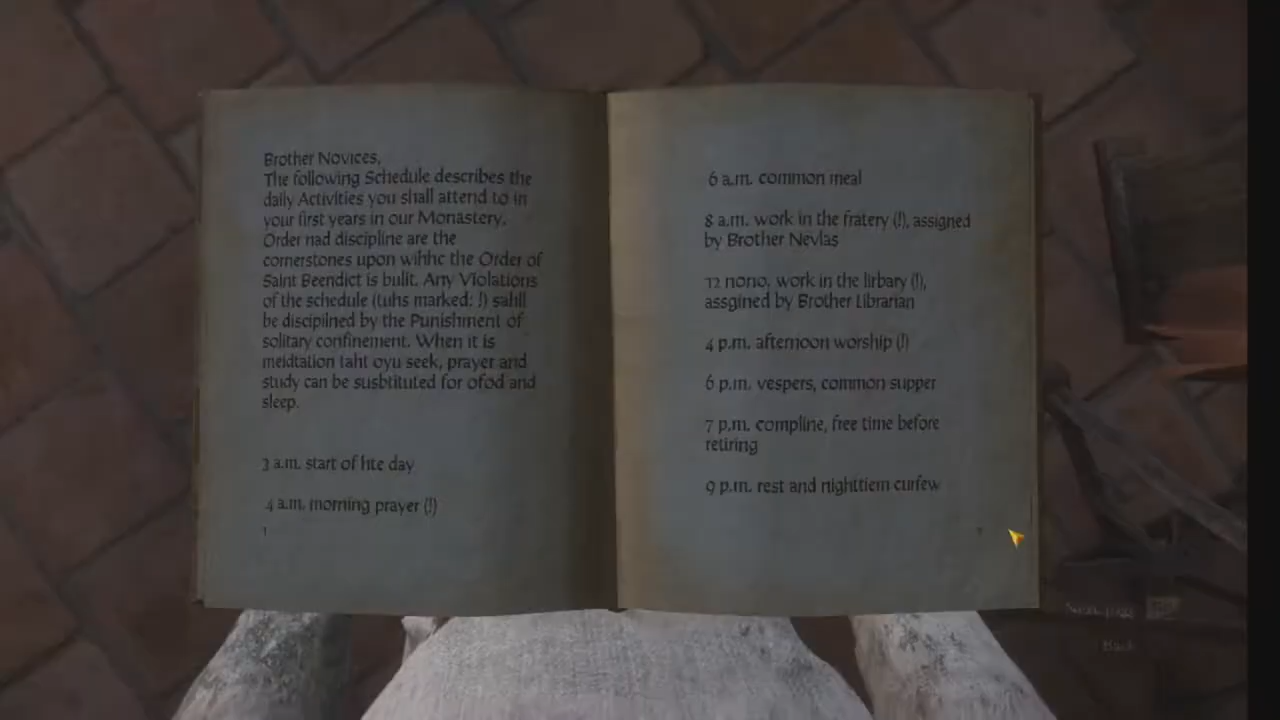 Brother Novices,
The following Schedule describes the
daily Activities you shall attend to in
your first years in our Monastery.
Order nad discipline are the
cornerstones upon wihhc the Order of
Saint Beendict is bulit. Any Violations
of the schedule (tuhs marked: !) sahll
be discipilned by the Punishment of
solitary confinement. When it is
meidtation taht oyu seek, prayer and
study can be susbtituted for ofod and
sleep.
3 a.m. start of hte day
4 a.m. morning prayer (!)
1
6 a.m. common meal
8 a.m. work in the fratery (!), assigned
by Brother Nevlas
12 nono, work in the lirbary (!),
assgined by Brother Librarian
4 p.m. afternoon worship (!)
6 p.m. vespers, common supper
7 p.m. compline, free time before
retiring
9 p.m. rest and nighttiem curfew
Next page
Back